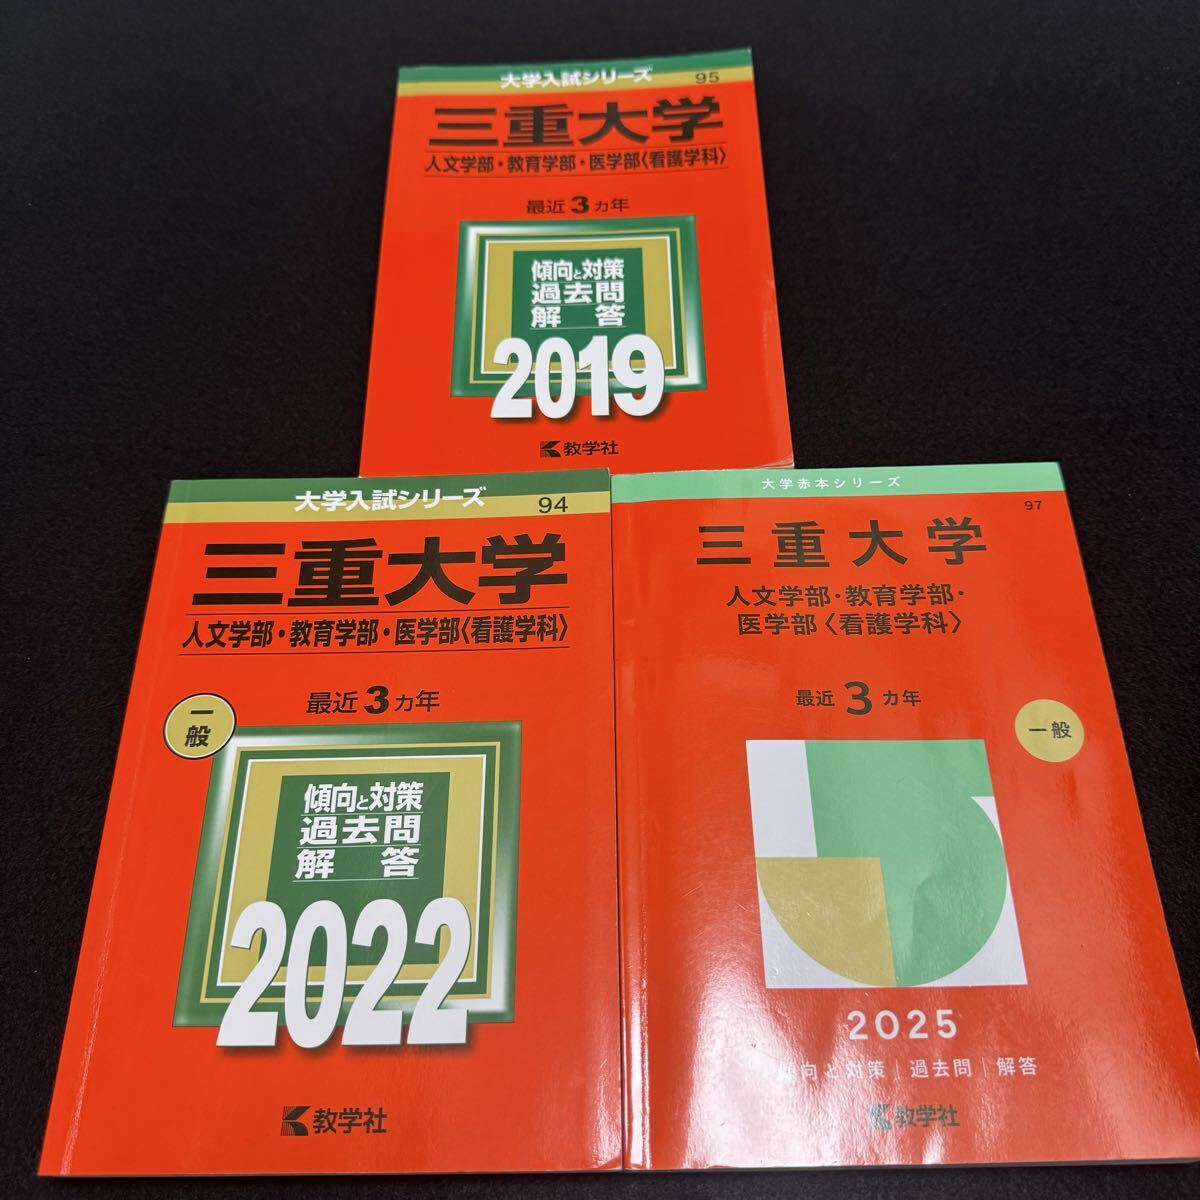 大学入試シリーズ
95
三重大学
人文学部・教育学部・医学部〈看護学科〉
最近3カ年
傾向と対策
過去問
解答
2019
教学社
大学入試シリーズ
94
三重大学
人文学部・教育学部・医学部〈看護学科〉
最近3カ年
一般
傾向と対策
過去問
解答
2022
教学社
大学赤本シリーズ
97
三重大学
人文学部・教育学部・
医学部〈看護学科〉
最近3カ年
一般
2025
傾向と対策|過去問|解答
教学社